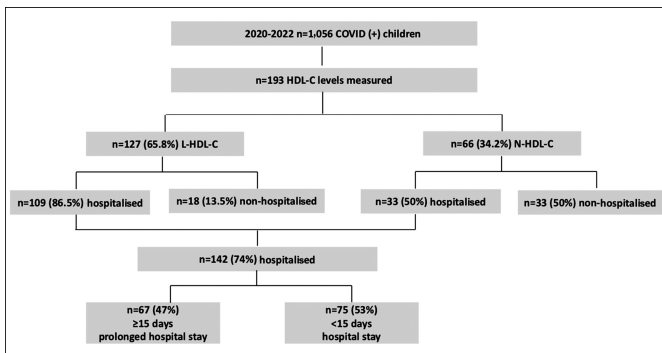 2020-2022 n=1,056 COVID (+) children
n=193 HDL-C levels measured
n=127 (65.8%) L-HDL-C
n=66 (34.2%) N-HDL-C
n=109 (86.5%) hospitalised
n=18 (13.5%) non-hospitalised
n=33 (50%) hospitalised
n=33 (50%) non-hospitalised
n=142 (74%) hospitalised
n=67 (47%)
≥15 days
prolonged hospital stay
n=75 (53%)
<15 days
hospital stay